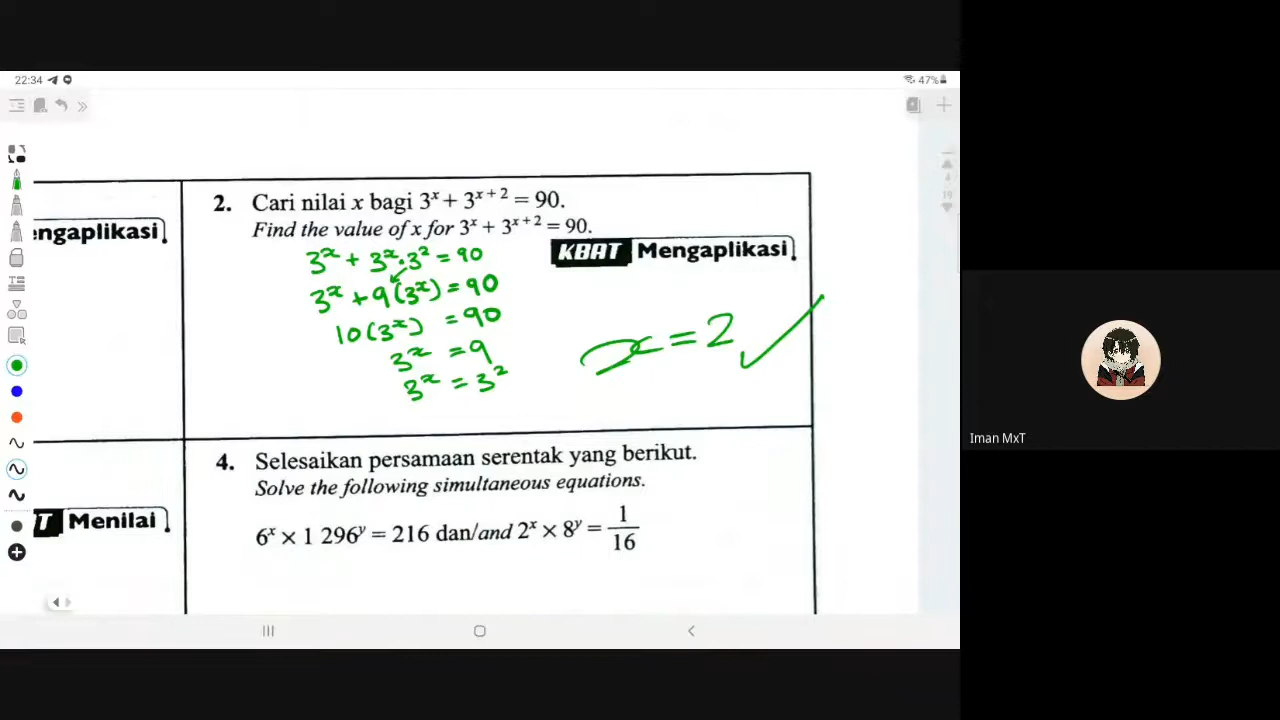 22:34
47%
engaplikasi
2. Cari nilai x bagi 3^x + 3^{x+2} = 90.
Find the value of x for 3^x + 3^{x+2} = 90.
KBAT Mengaplikasi
3^x + 3^x · 3^2 = 90
3^x + 9(3^x) = 90
10(3^x) = 90
3^x = 9
3^x = 3^2
x = 2 ✓
4. Selesaikan persamaan serentak yang berikut.
Solve the following simultaneous equations.
6^x × 1 296^y = 216 dan/and 2^x × 8^y = 1/16
T Menilai
Iman MxT